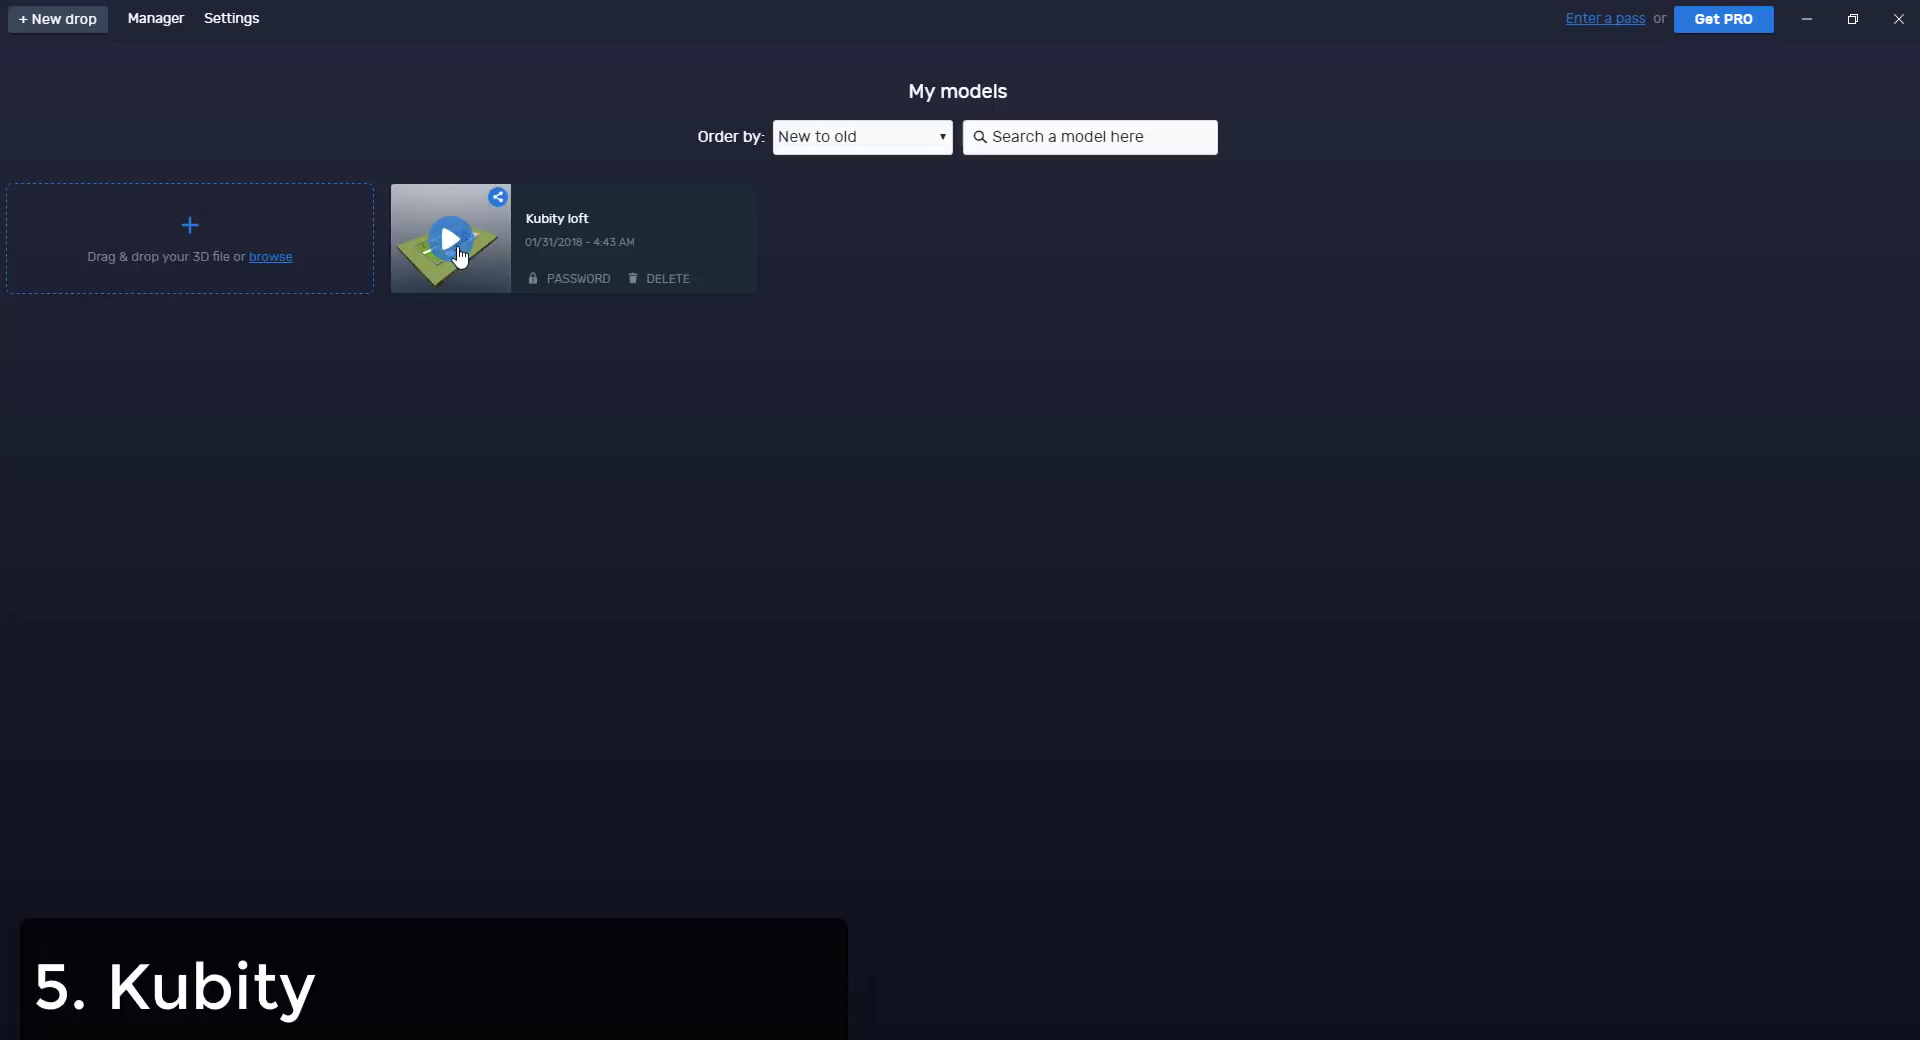 + New drop Manager Settings Enter a pass or Get PRO
My models
Order by: New to old Search a model here
Kubity loft
01/31/2018 - 4:43 AM
Drag & drop your 3D file or browse
PASSWORD DELETE
5. Kubity